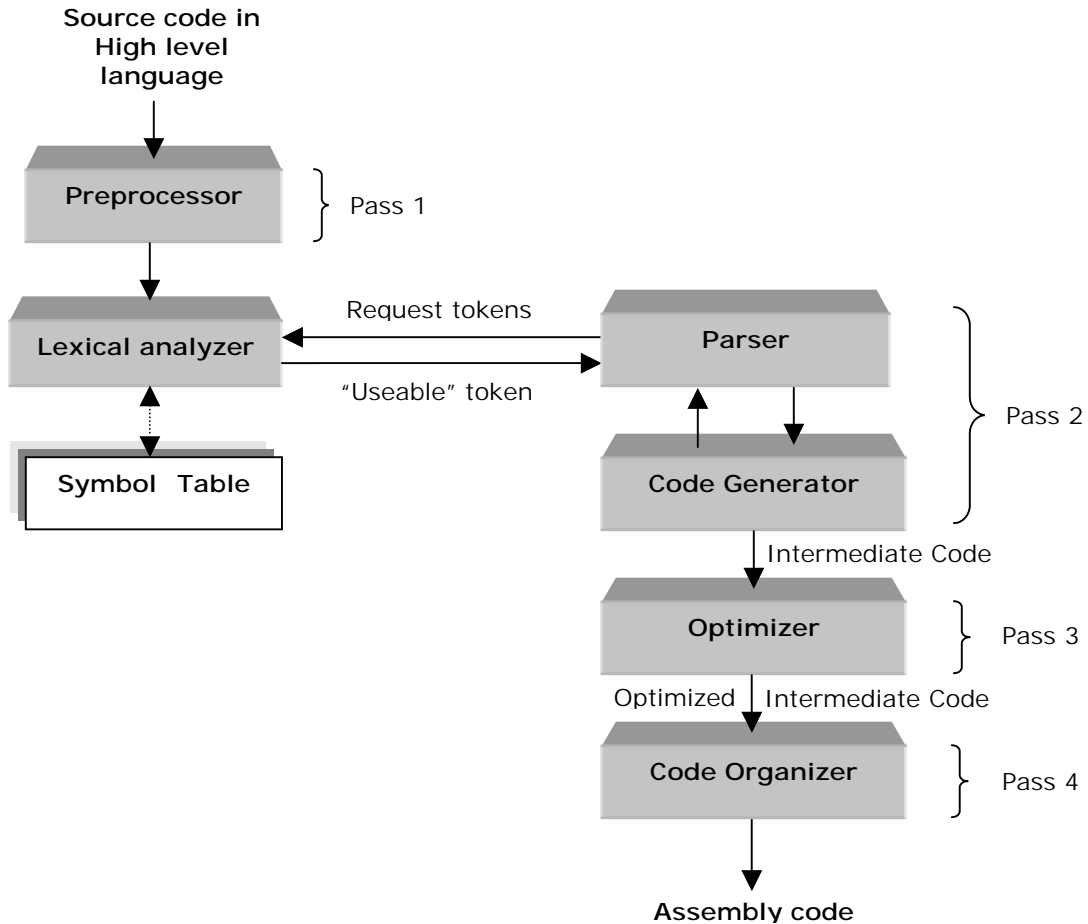 Source code in
High level
language
Preprocessor
Pass 1
Lexical analyzer
Request tokens
"Useable" token
Parser
Pass 2
Symbol Table
Code Generator
Intermediate Code
Optimizer
Pass 3
Optimized Intermediate Code
Code Organizer
Pass 4
Assembly code